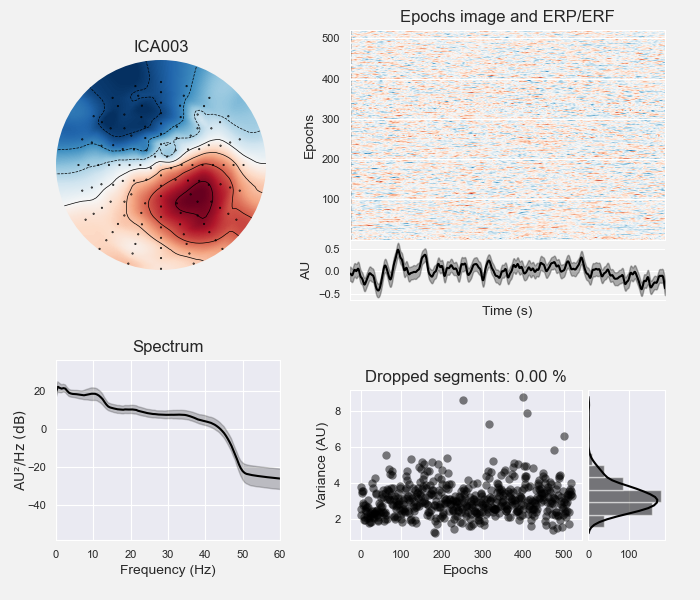 ICA003
Epochs image and ERP/ERF
500
400
300
200
100
Epochs
0.5
0.0
−0.5
AU
Time (s)
Spectrum
20
0
−20
−40
AU²/Hz (dB)
0 10 20 30 40 50 60
Frequency (Hz)
Dropped segments: 0.00 %
8
6
4
2
Variance (AU)
0 100 200 300 400 500
Epochs
0 100